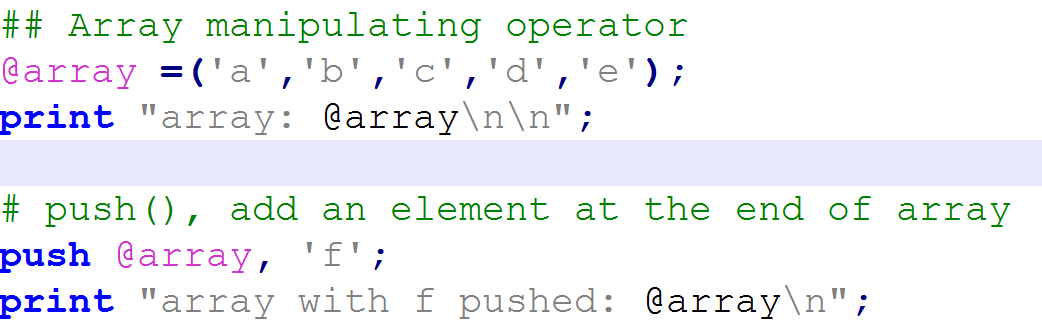 ## Array manipulating operator
@array =('a','b','c','d','e');
print "array: @array\n\n";
# push(), add an element at the end of array
push @array, 'f';
print "array with f pushed: @array\n";